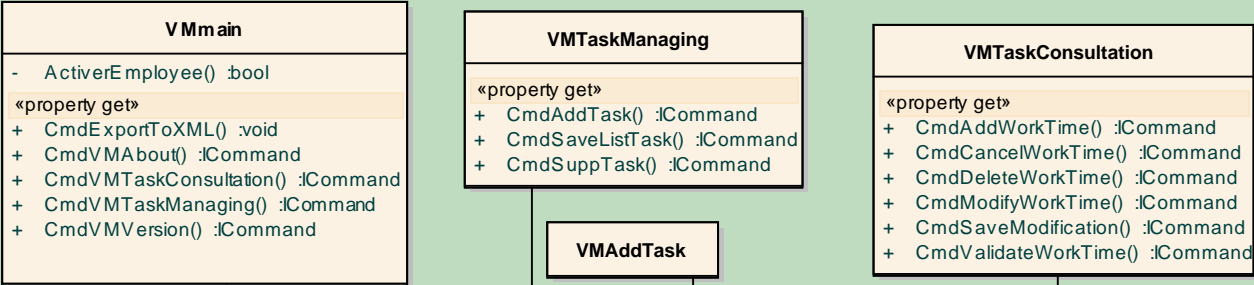 VMmain
- ActiverEmployee() :bool
«property get»
+ CmdExportToXML() :void
+ CmdVMAbout() :ICommand
+ CmdVMTaskConsultation() :ICommand
+ CmdVMTaskManaging() :ICommand
+ CmdVMVersion() :ICommand
VMTaskManaging
«property get»
+ CmdAddTask() :ICommand
+ CmdSaveListTask() :ICommand
+ CmdSuppTask() :ICommand
VMAddTask
VMTaskConsultation
«property get»
+ CmdAddWorkTime() :ICommand
+ CmdCancelWorkTime() :ICommand
+ CmdDeleteWorkTime() :ICommand
+ CmdModifyWorkTime() :ICommand
+ CmdSaveModification() :ICommand
+ CmdValidateWorkTime() :ICommand